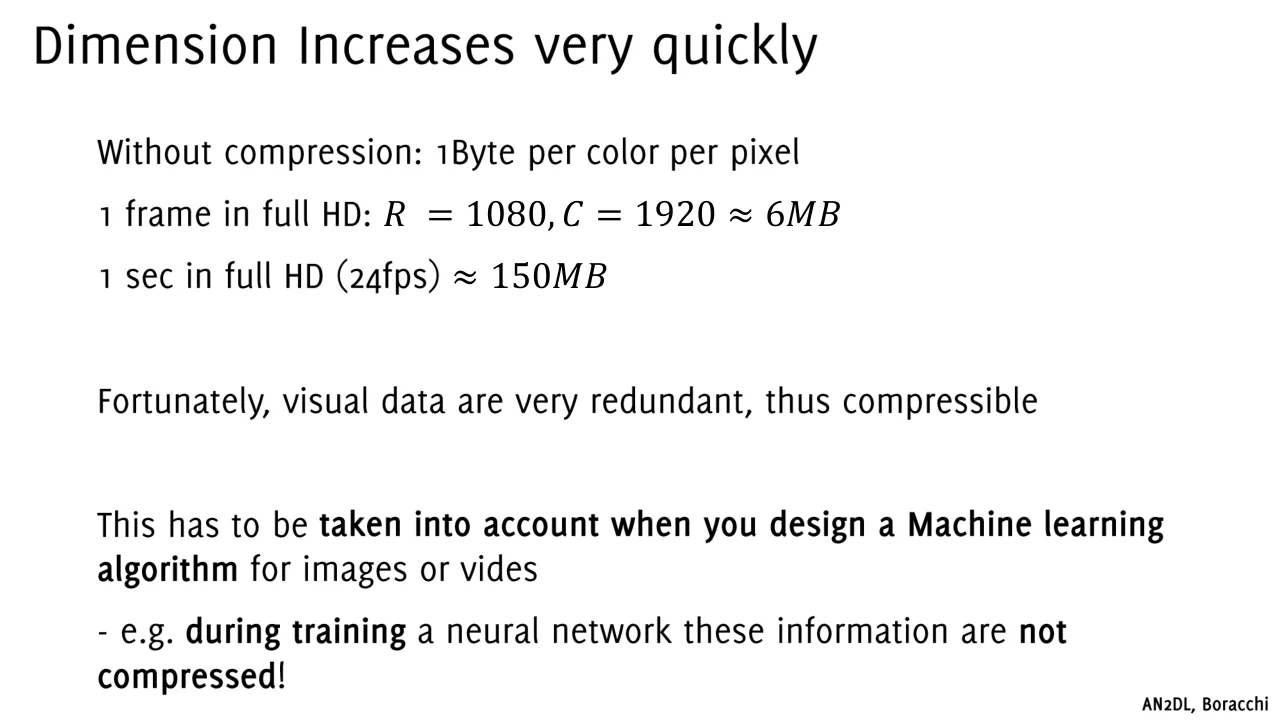 Dimension Increases very quickly
Without compression: 1Byte per color per pixel
1 frame in full HD: R = 1080, C = 1920 ≈ 6MB
1 sec in full HD (24fps) ≈ 150MB
Fortunately, visual data are very redundant, thus compressible
This has to be taken into account when you design a Machine learning
algorithm for images or vides
- e.g. during training a neural network these information are not
compressed!
AN2DL, Boracchi